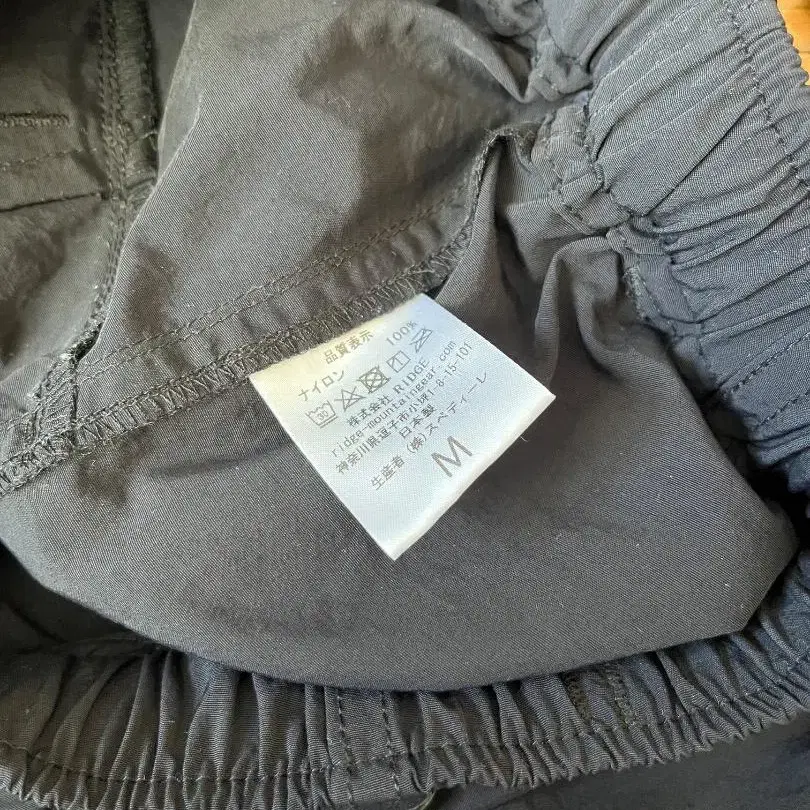 品質表示
ナイロン 100%
30
株式会社 RIDGE
ridge-mountaingear.com
神奈川県逗子市小坪1-8-15-101
日本製
生産者 (株)スペディーレ
M